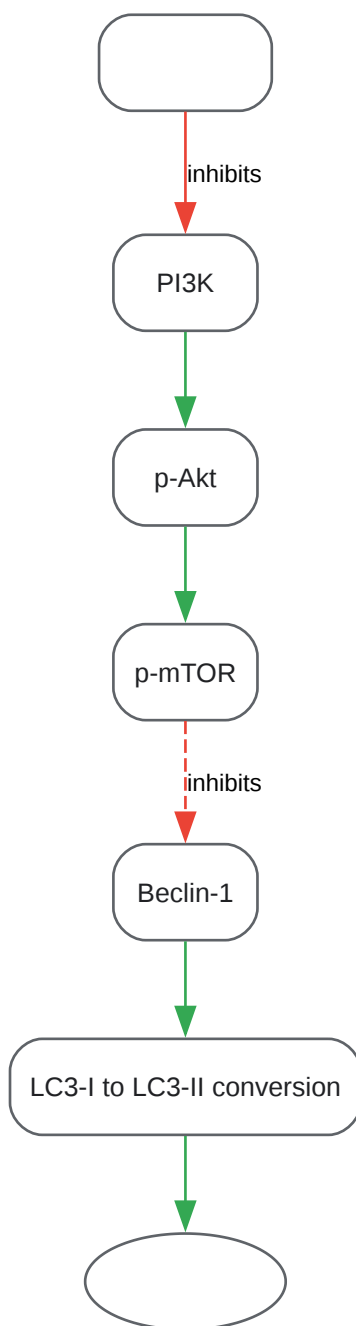 inhibits
PI3K
p-Akt
p-mTOR
inhibits
Beclin-1
LC3-I to LC3-II conversion